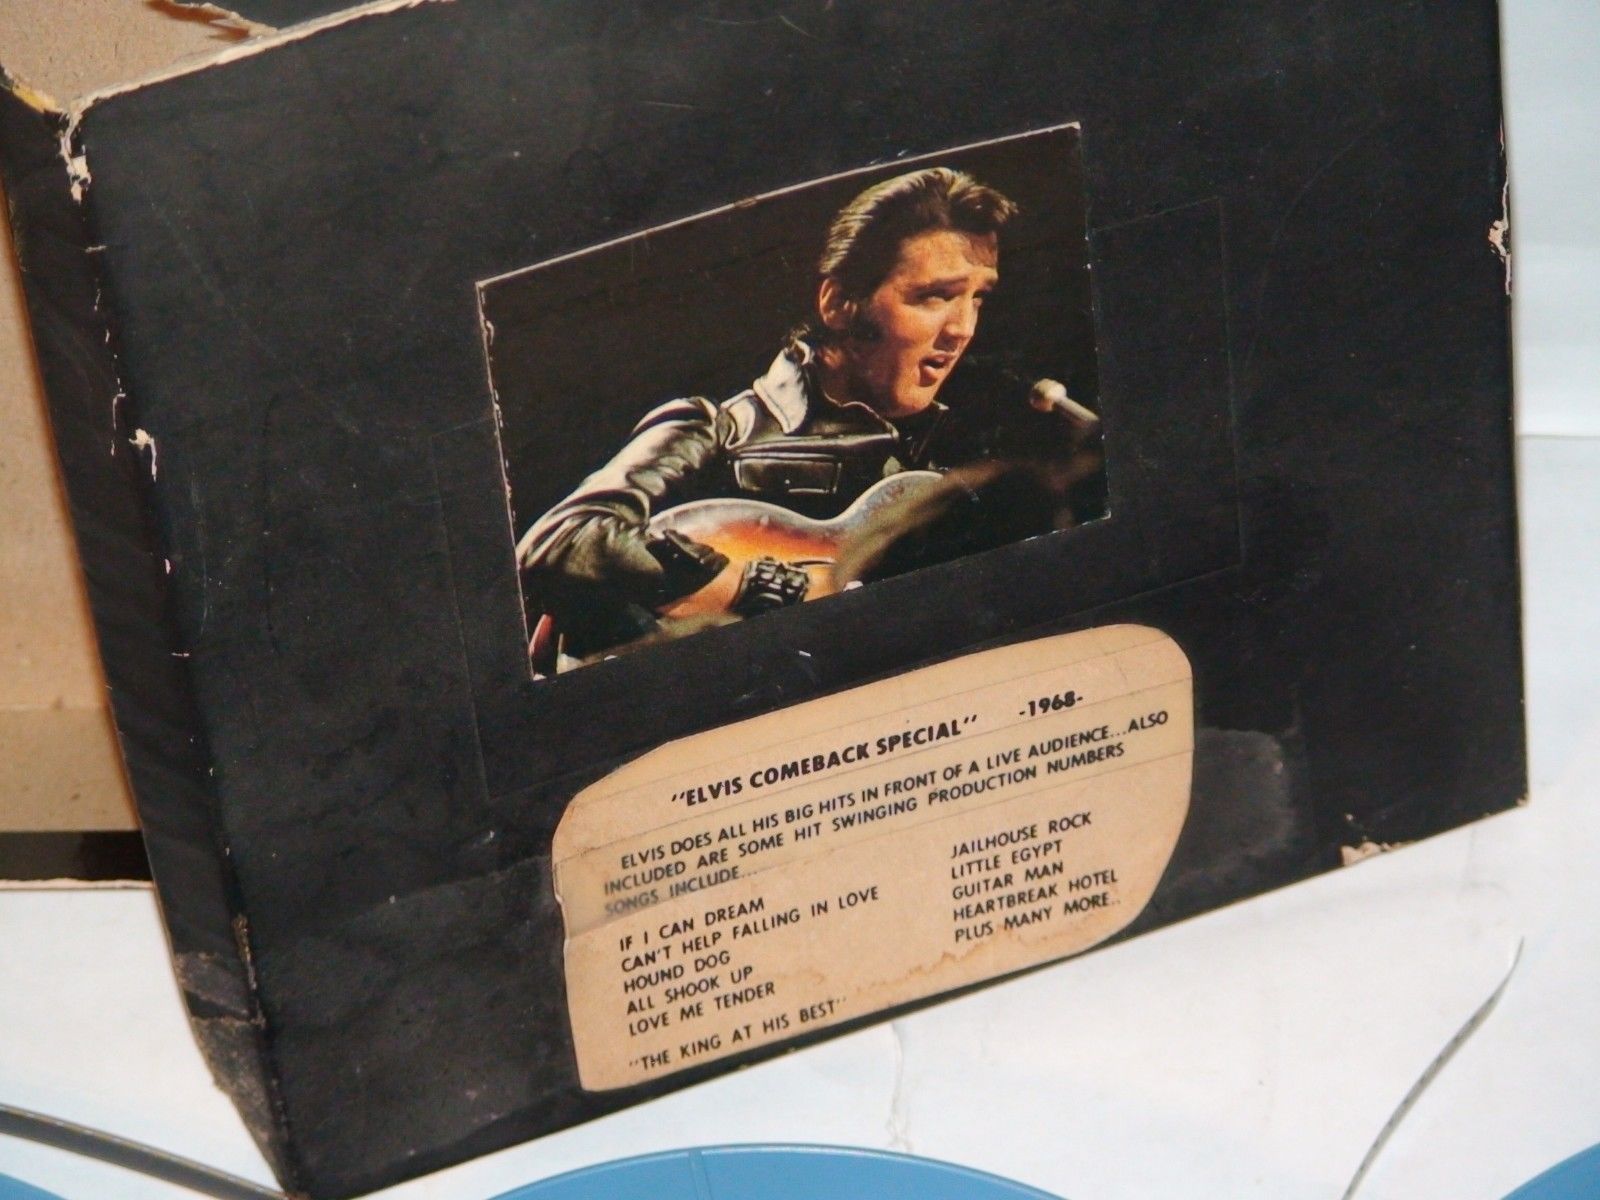 "ELVIS COMEBACK SPECIAL" -1968-
ELVIS DOES ALL HIS BIG HITS IN FRONT OF A LIVE AUDIENCE...ALSO
INCLUDED ARE SOME HIT SWINGING PRODUCTION NUMBERS
SONGS INCLUDE...
IF I CAN DREAM
CAN'T HELP FALLING IN LOVE
HOUND DOG
ALL SHOOK UP
LOVE ME TENDER
JAILHOUSE ROCK
LITTLE EGYPT
GUITAR MAN
HEARTBREAK HOTEL
PLUS MANY MORE..
"THE KING AT HIS BEST"